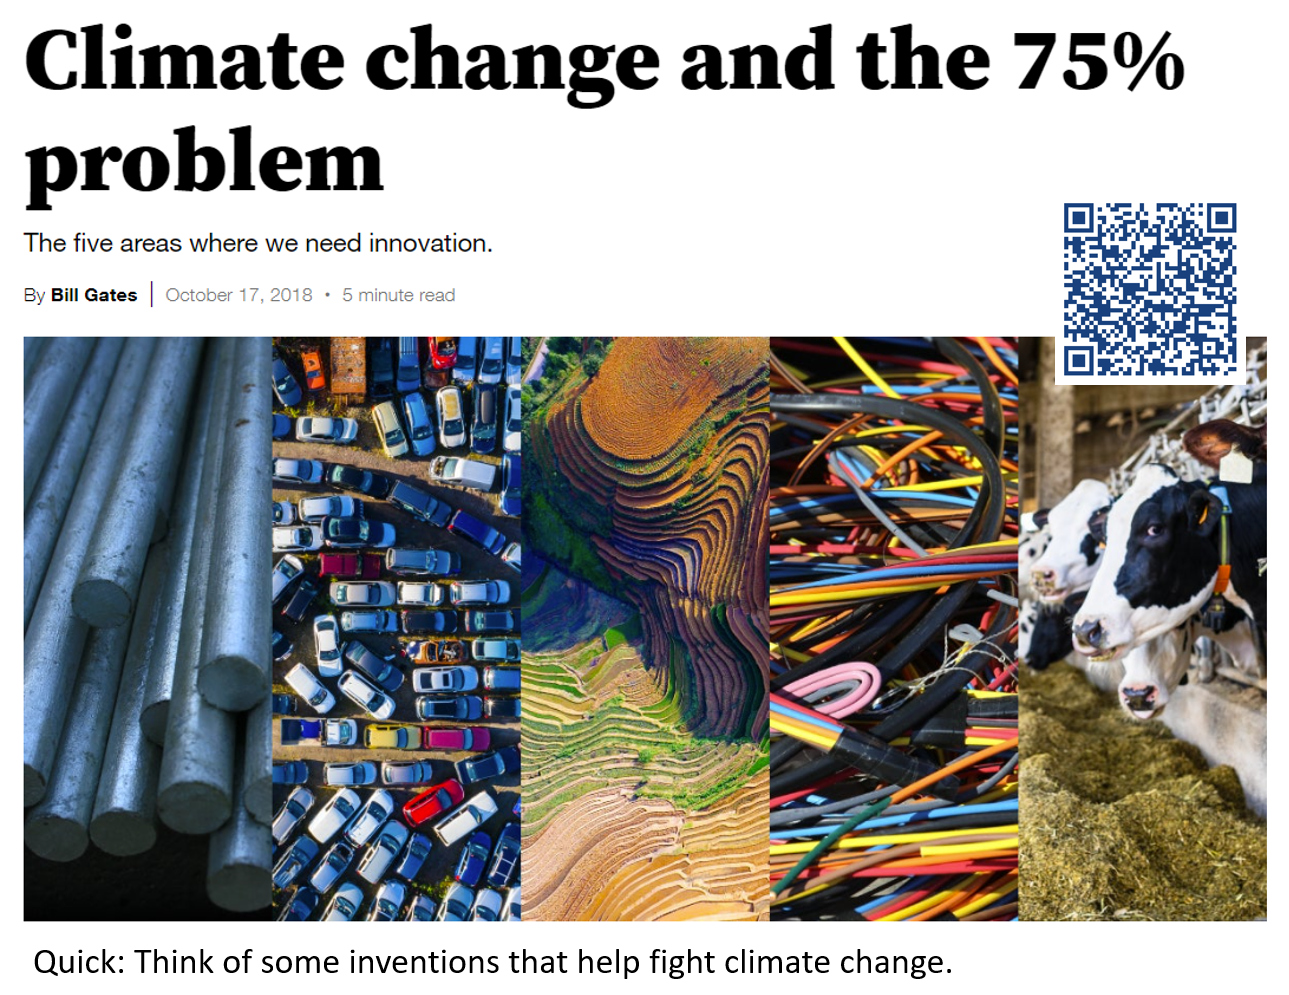 Climate change and the 75%
problem
The five areas where we need innovation.
By Bill Gates | October 17, 2018 • 5 minute read
Quick: Think of some inventions that help fight climate change.